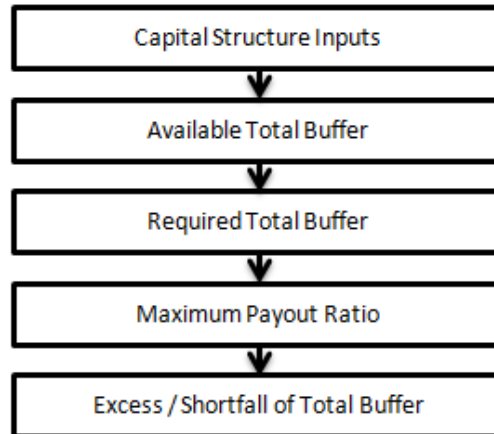 Capital Structure Inputs
Available Total Buffer
Required Total Buffer
Maximum Payout Ratio
Excess / Shortfall of Total Buffer